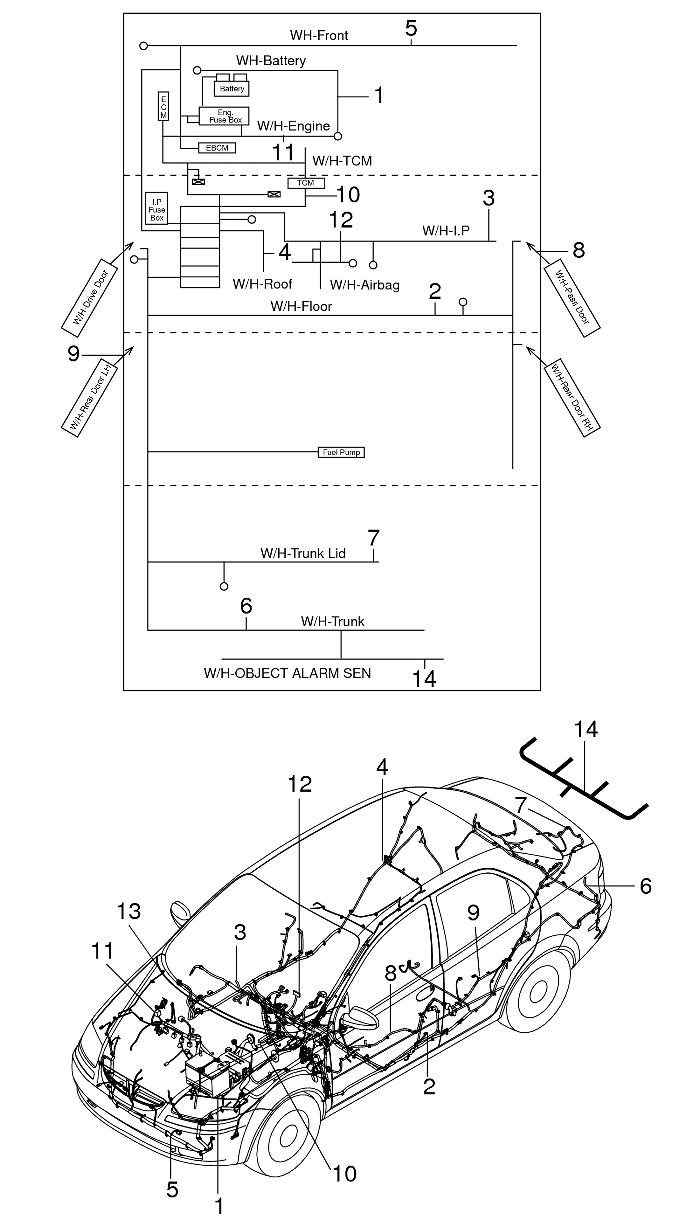 5
WH-Front
WH-Battery
Battery
1
ECM
Eng.
Fuse Box
W/H-Engine
EBCM
11
W/H-TCM
TCM
10
I.P
Fuse
Box
12
3
W/H-I.P
8
4
W/H-Roof
W/H-Airbag
W/H-Drive Door
W/H-Pass Door
W/H-Floor
2
9
W/H-Rear Door LH
W/H-Rear Door RH
Fuel Pump
7
W/H-Trunk Lid
6
W/H-Trunk
W/H-OBJECT ALARM SEN
14
14
4
12
7
6
13
9
3
11
8
2
10
5
1